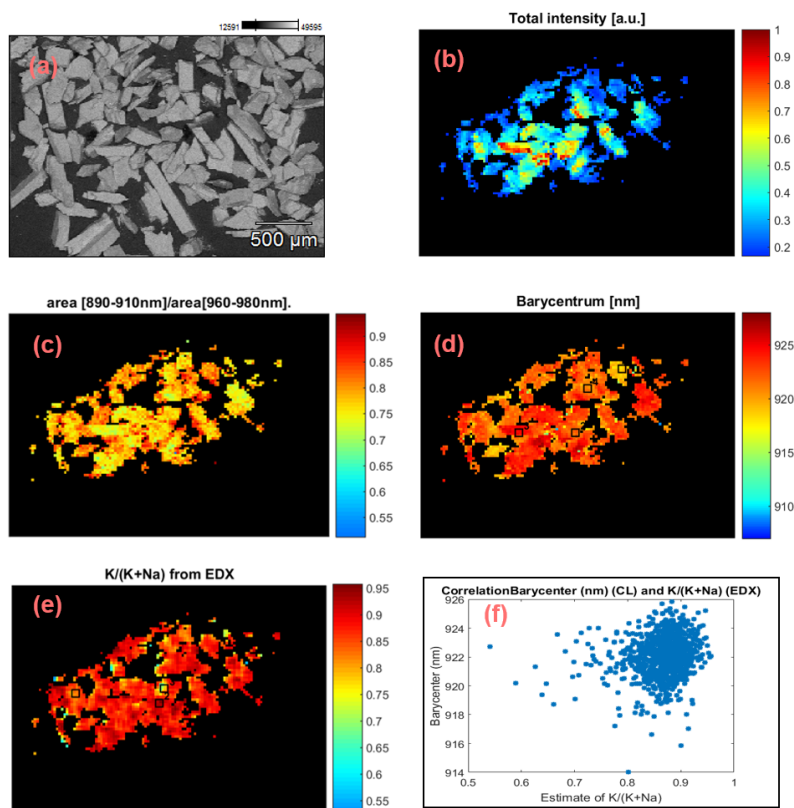 12591 49595
(a)
500 µm
Total intensity [a.u.]
(b)
1
0.9
0.8
0.7
0.6
0.5
0.4
0.3
0.2
area [890-910nm]/area[960-980nm].
(c)
0.9
0.85
0.8
0.75
0.7
0.65
0.6
0.55
Barycentrum [nm]
(d)
925
920
915
910
K/(K+Na) from EDX
(e)
0.95
0.9
0.85
0.8
0.75
0.7
0.65
0.6
0.55
CorrelationBarycenter (nm) (CL) and K/(K+Na) (EDX)
(f)
926
924
922
920
918
916
914
Barycenter (nm)
0.5 0.6 0.7 0.8 0.9 1
Estimate of K/(K+Na)